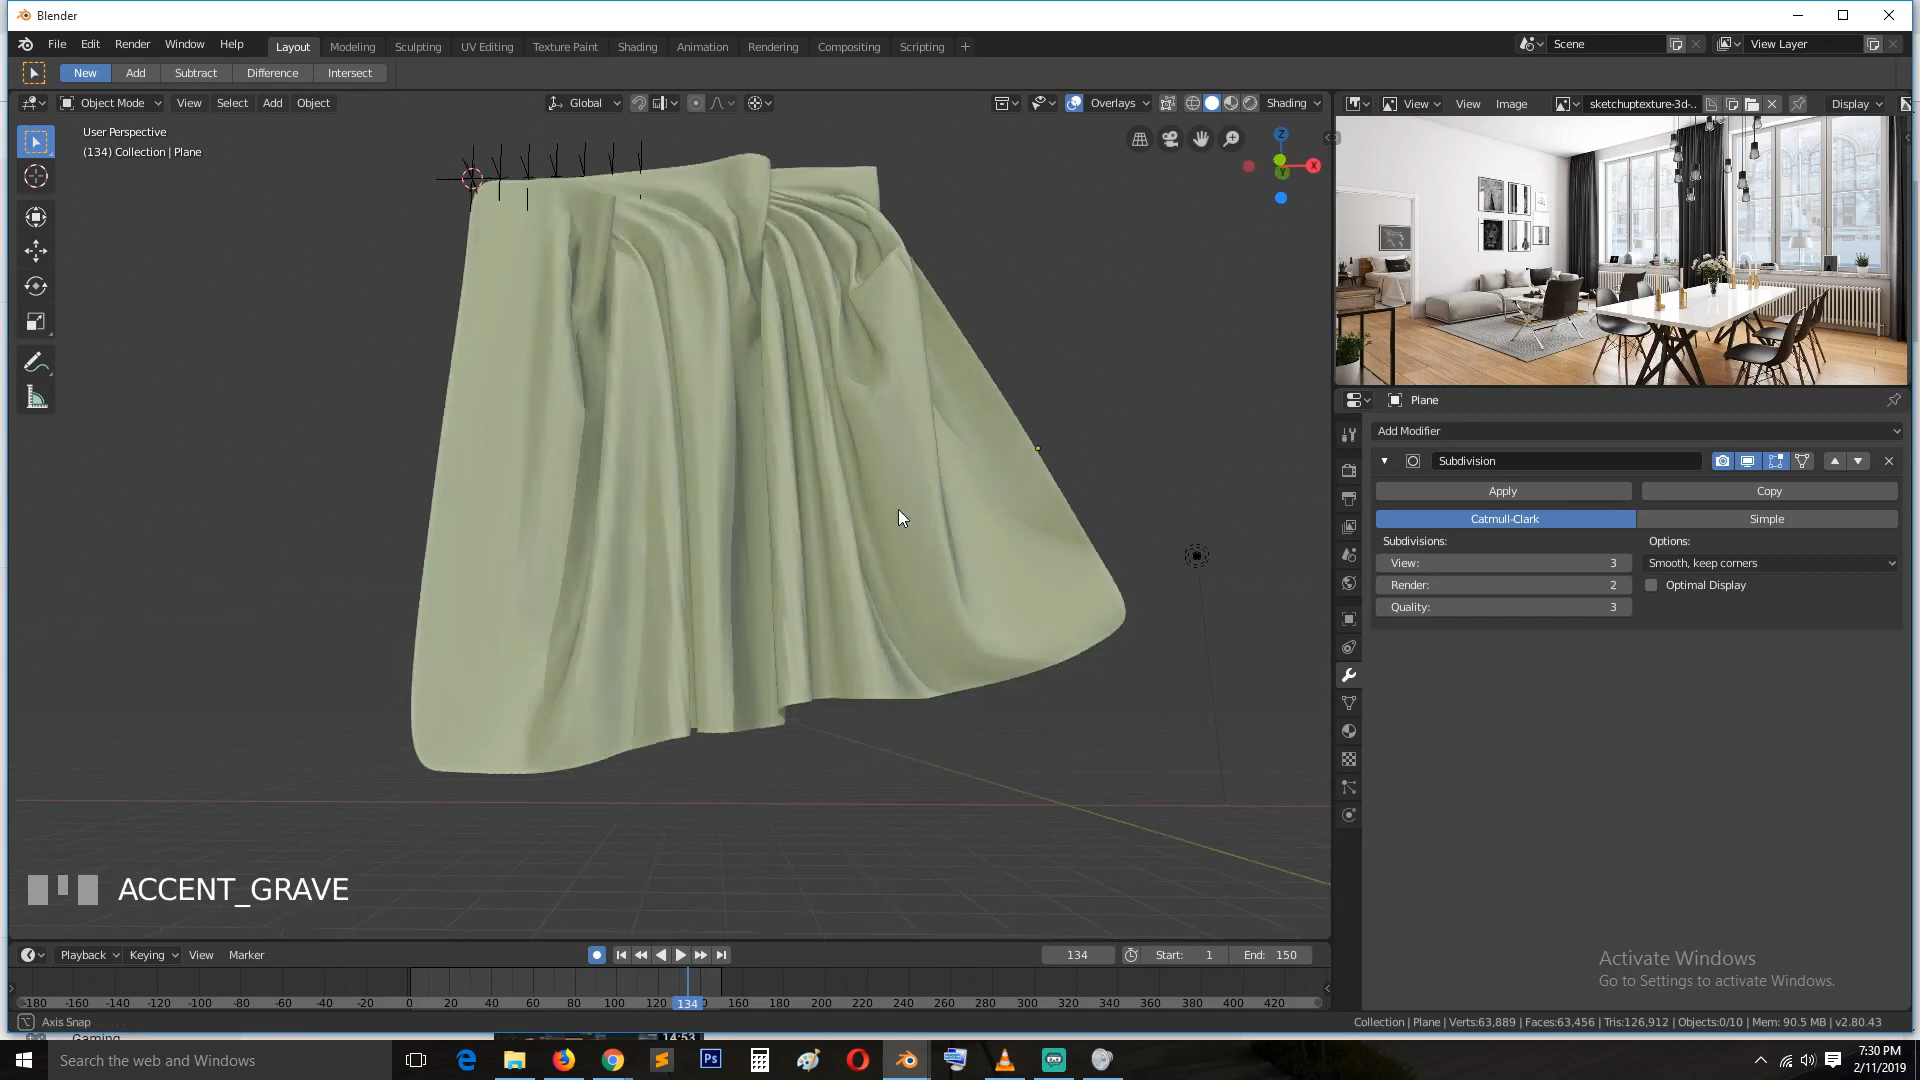 Blender
File Edit Render Window Help Layout Modeling Sculpting UV Editing Texture Paint Shading Animation Rendering Compositing Scripting + Scene View Layer
New Add Subtract Difference Intersect
Object Mode View Select Add Object Global Overlays Shading View View Image sketchuptexture-3d-.. Display
User Perspective
(134) Collection | Plane
Z
X
Y
Plane
Add Modifier
Subdivision
Apply Copy
Catmull-Clark Simple
Subdivisions: Options:
View: 3 Smooth, keep corners
Render: 2 Optimal Display
Quality: 3
ACCENT_GRAVE
Activate Windows
Go to Settings to activate Windows.
Playback Keying View Marker 134 Start: 1 End: 150
-180 -160 -140 -120 -100 -80 -60 -40 -20 0 20 40 60 80 100 120 134 160 180 200 220 240 260 280 300 320 340 360 380 400 420
Axis Snap Collection | Plane | Verts:63,889 | Faces:63,456 | Tris:126,912 | Objects:0/10 | Mem: 90.5 MB | v2.80.43
Gaming 14:53
Search the web and Windows Ps 7:30 PM
2/11/2019